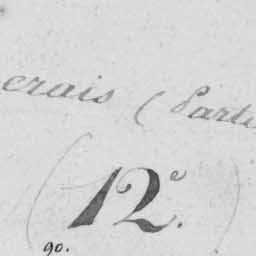 erais (Parti
( 12e. )
90.